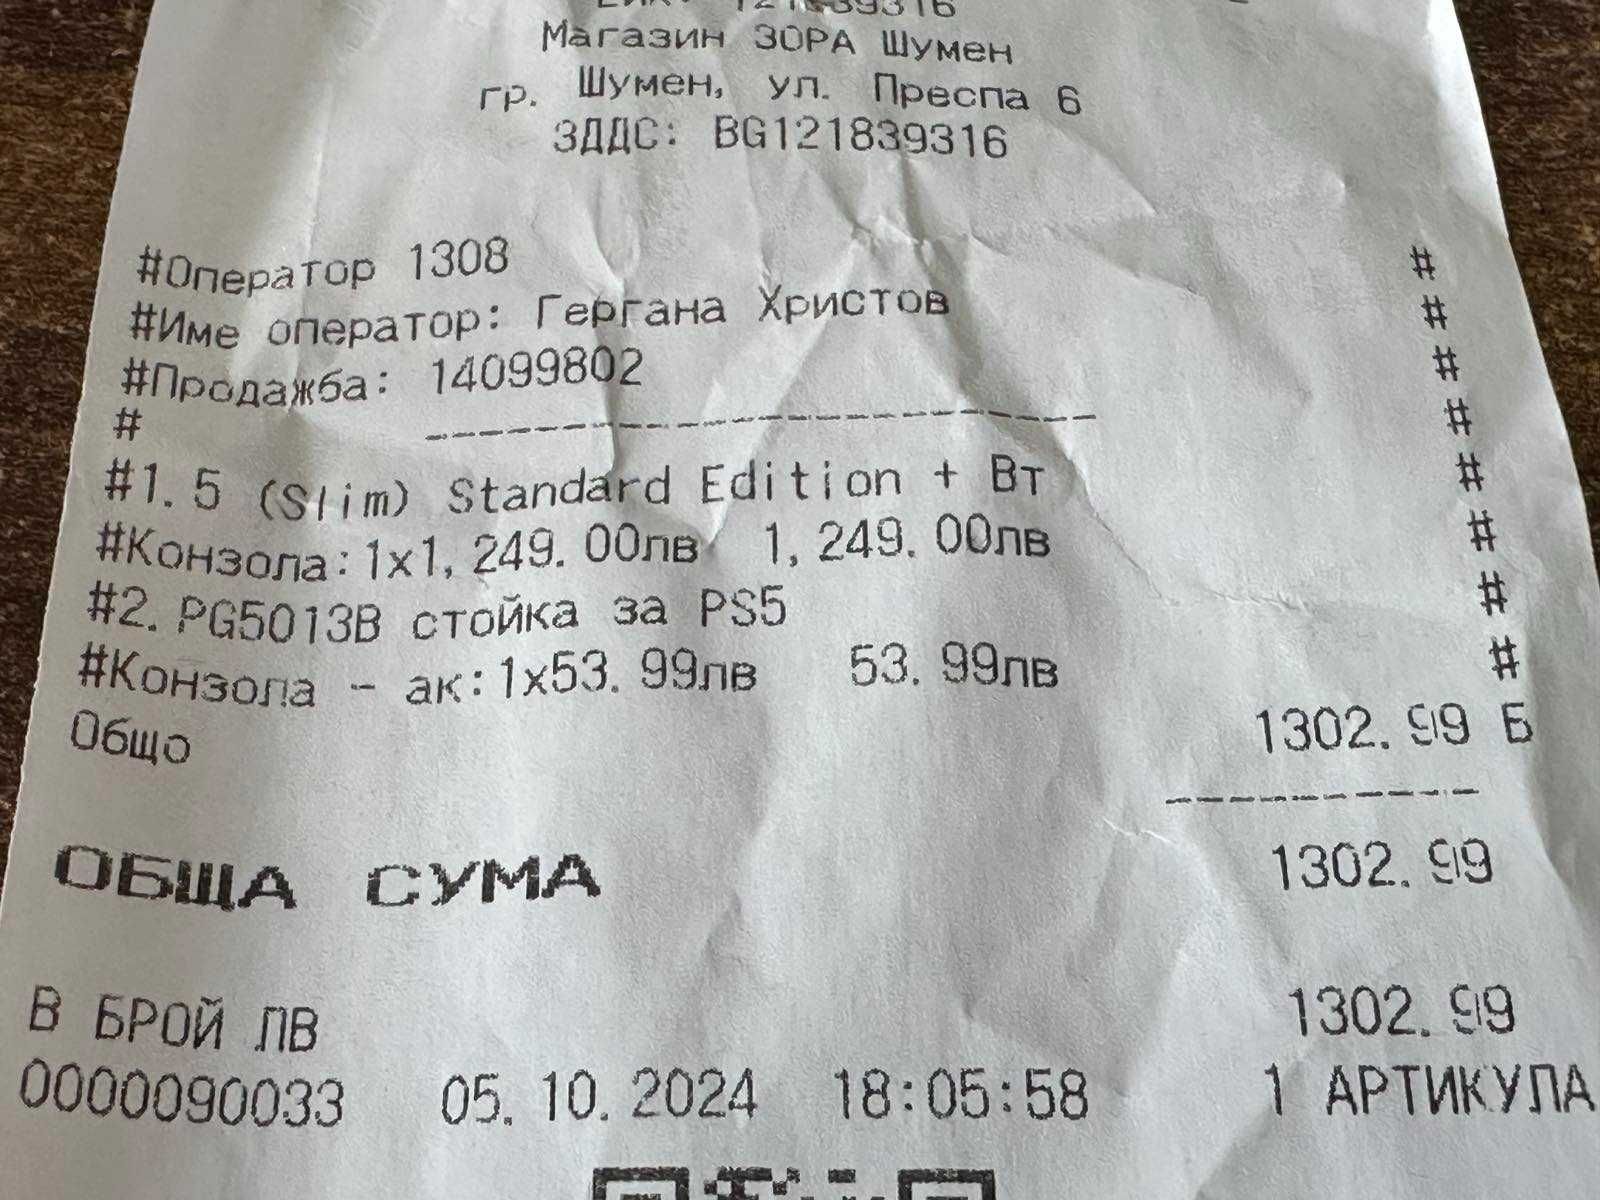 121839316
Магазин ЗОРА Шумен
гр. Шумен, ул. Преспа 6
ЗДДС: BG121839316
#Оператор 1308 #
#Име оператор: Гергана Христов #
#Продажба: 14099802 #
# ------------------------- #
#1. 5 (Slim) Standard Edition + Вт #
#Конзола:1x1,249.00лв 1,249.00лв #
#2. PG5013B стойка за PS5 #
#Конзола - ак:1x53.99лв 53.99лв #
Общо 1302.99 Б
------------
ОБЩА СУМА 1302.99
В БРОЙ ЛВ 1302.99
0000090033 05.10.2024 18:05:58 1 АРТИКУЛА